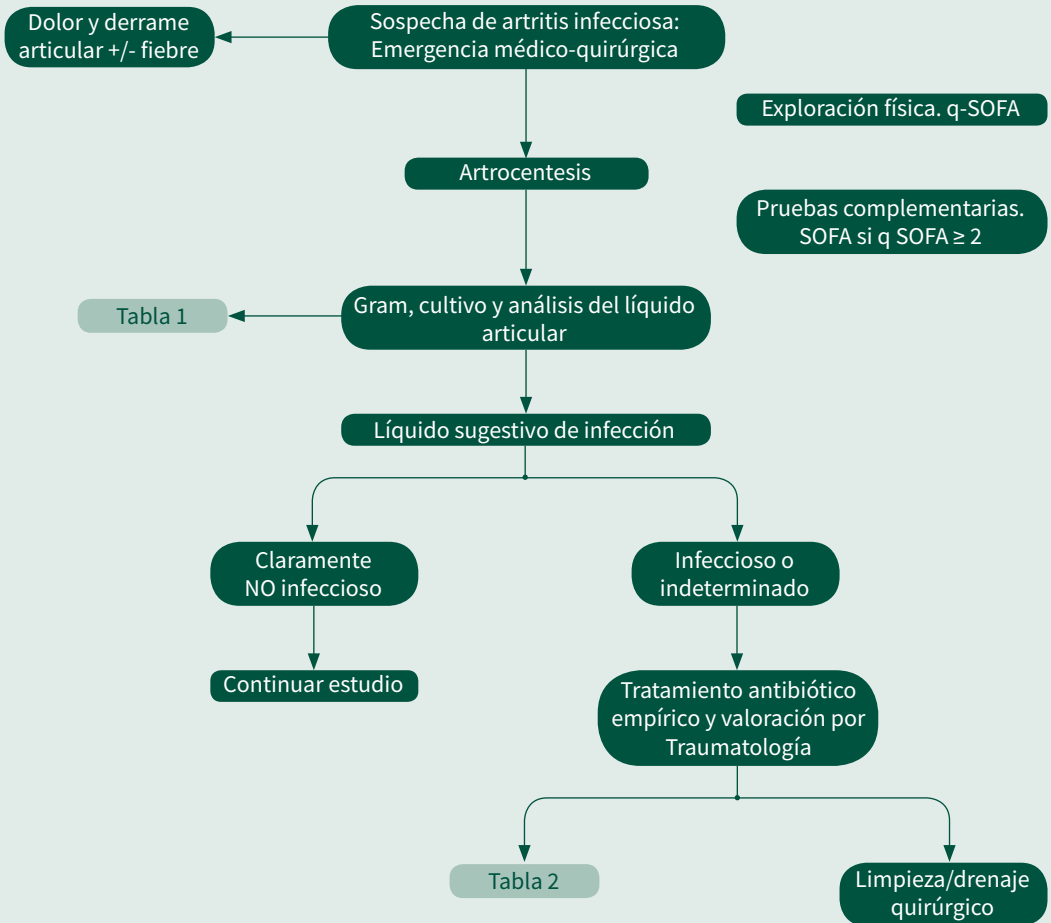 Dolor y derrame
articular +/- fiebre
Sospecha de artritis infecciosa:
Emergencia médico-quirúrgica
Exploración física. q-SOFA
Artrocentesis
Pruebas complementarias.
SOFA si q SOFA ≥ 2
Tabla 1
Gram, cultivo y análisis del líquido
articular
Líquido sugestivo de infección
Claramente
NO infeccioso
Infeccioso o
indeterminado
Continuar estudio
Tratamiento antibiótico
empírico y valoración por
Traumatología
Tabla 2
Limpieza/drenaje
quirúrgico